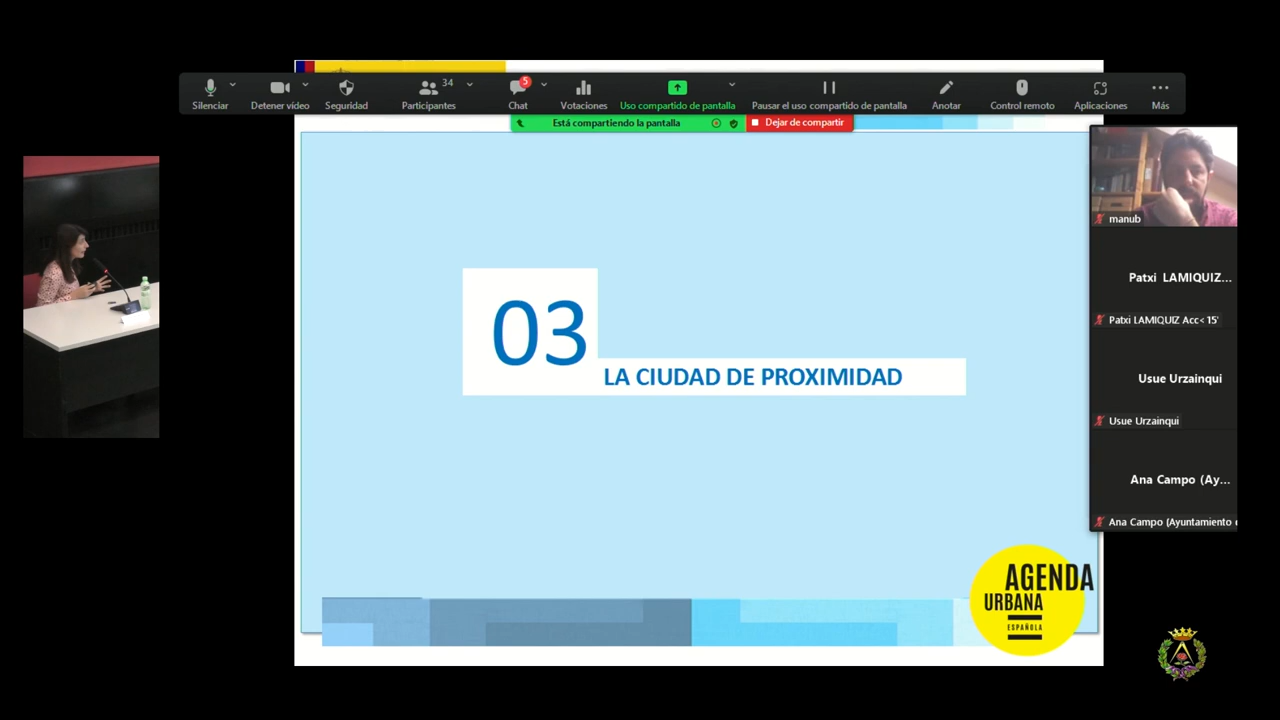 34
5
Silenciar
Detener vídeo
Seguridad
Participantes
Chat
Votaciones
Uso compartido de pantalla
Pausar el uso compartido de pantalla
Anotar
Control remoto
Aplicaciones
Más
Está compartiendo la pantalla
Dejar de compartir
manub
Patxi LAMIQUIZ...
Patxi LAMIQUIZ Acc<15'
Usue Urzainqui
Usue Urzainqui
Ana Campo (Ay...
Ana Campo (Ayuntamiento
03
LA CIUDAD DE PROXIMIDAD
AGENDA
URBANA
ESPAÑOLA